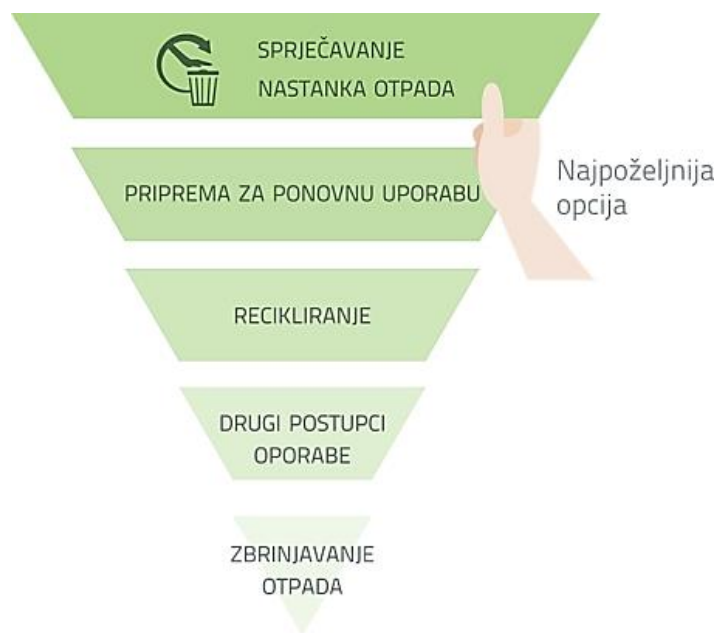 SPRJEČAVANJE
NASTANKA OTPADA
PRIPREMA ZA PONOVNU UPORABU
Najpoželjnija
opcija
RECIKLIRANJE
DRUGI POSTUPCI
OPORABE
ZBRINJAVANJE
OTPADA